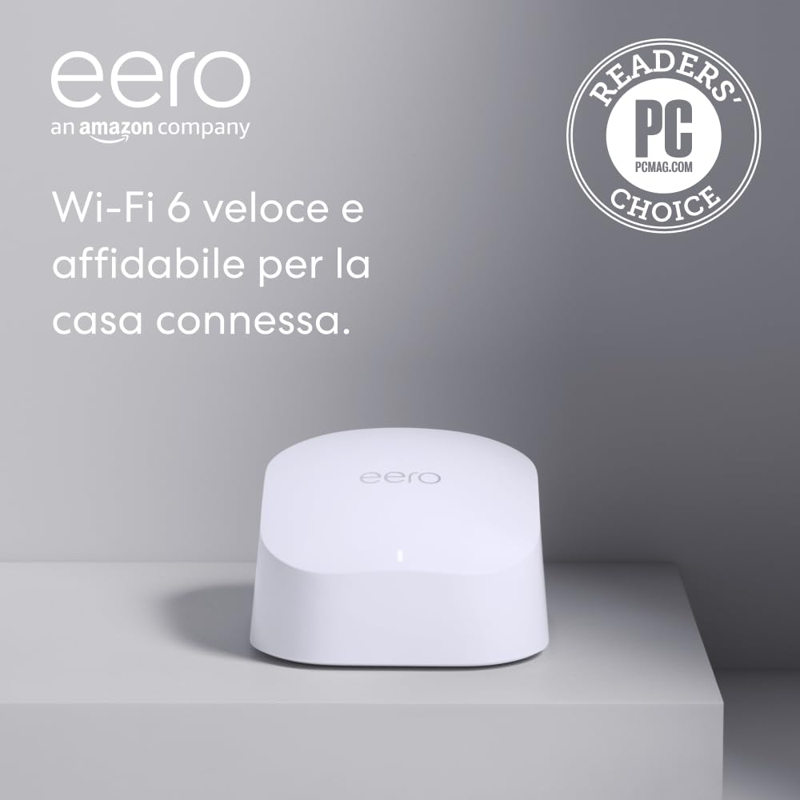 eero
an amazon company
READERS'
PC
PCMAG.COM
CHOICE
Wi-Fi 6 veloce e
affidabile per la
casa connessa.
eero